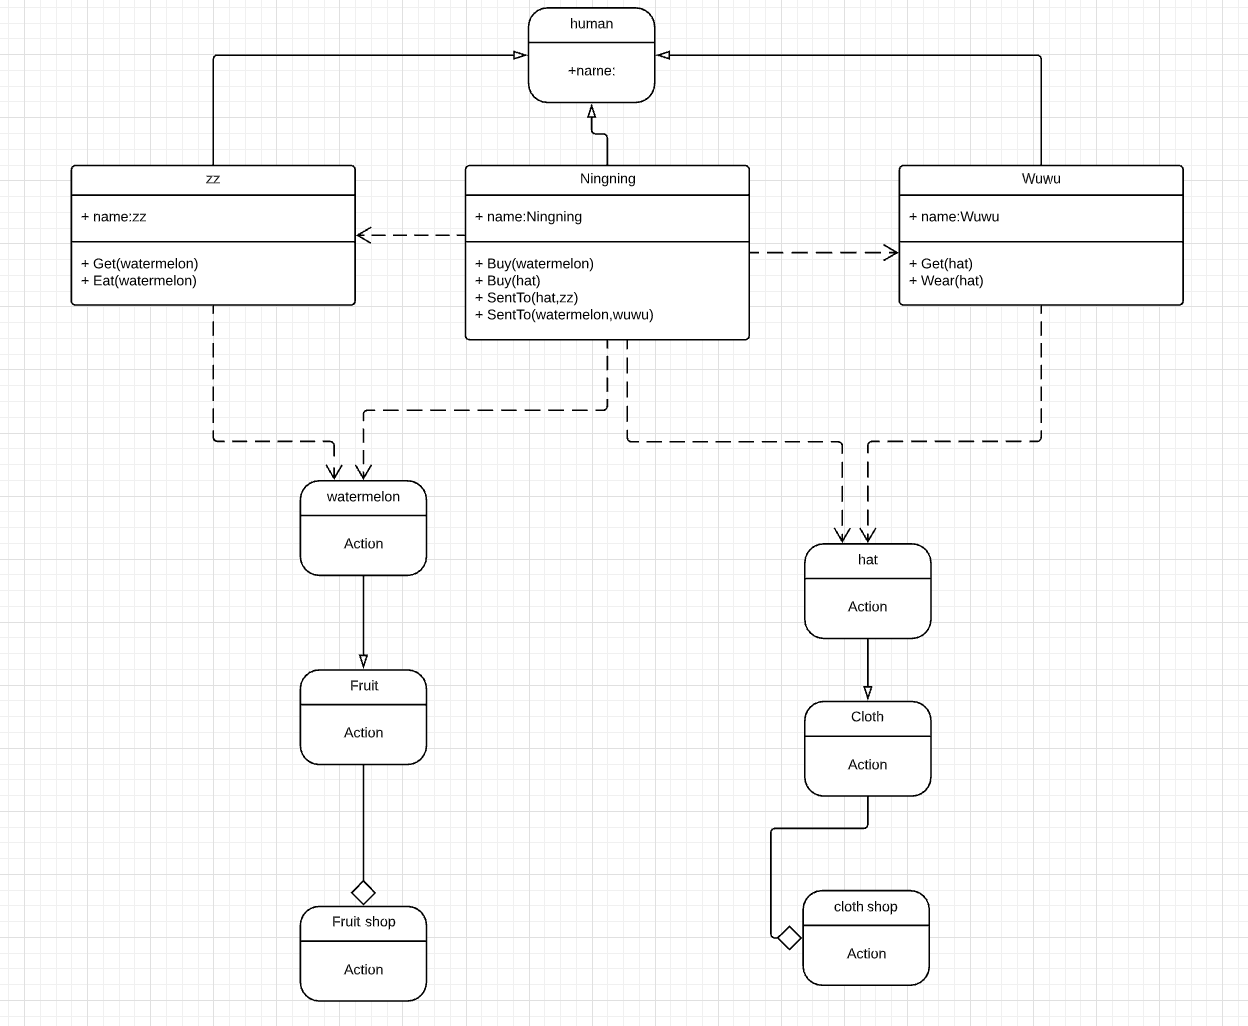 human
+name:
zz
+ name:zz
+ Get(watermelon)
+ Eat(watermelon)
Ningning
+ name:Ningning
+ Buy(watermelon)
+ Buy(hat)
+ SentTo(hat,zz)
+ SentTo(watermelon,wuwu)
Wuwu
+ name:Wuwu
+ Get(hat)
+ Wear(hat)
watermelon
Action
hat
Action
Fruit
Action
Cloth
Action
Fruit shop
Action
cloth shop
Action